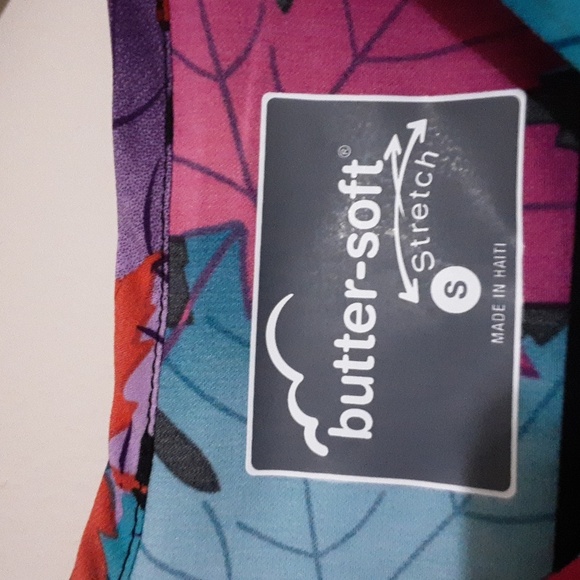 butter-soft®
Stretch
S
MADE IN HAITI